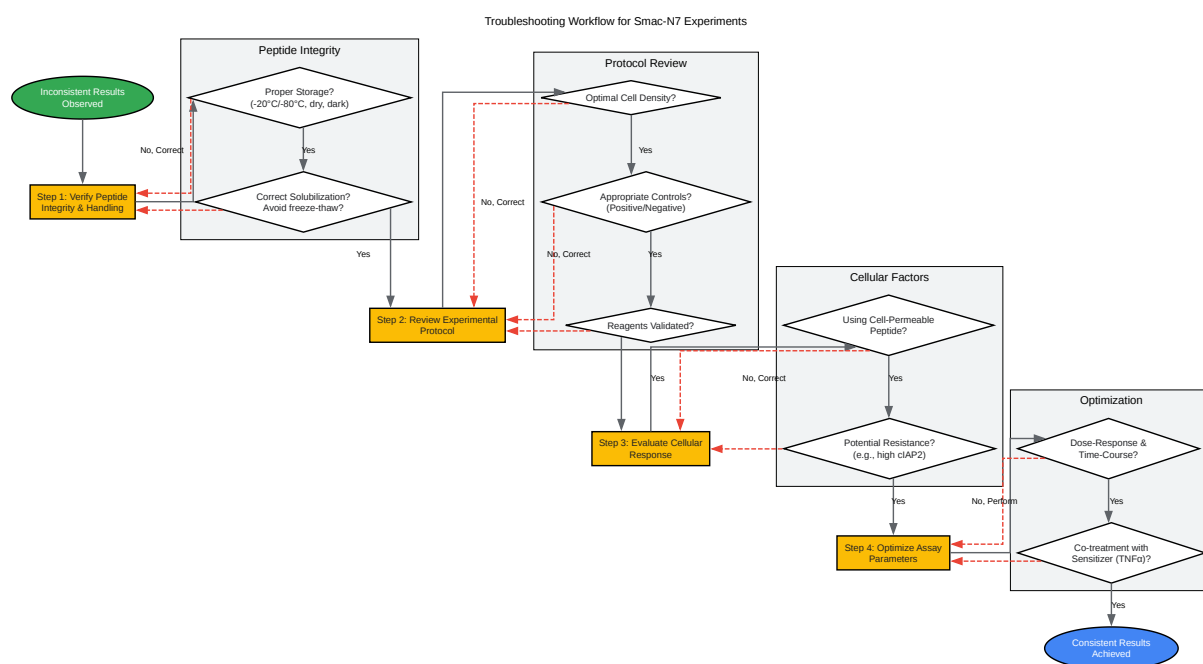 Troubleshooting Workflow for Smac-N7 Experiments
Inconsistent Results
Observed
Step 1: Verify Peptide
Integrity & Handling
Peptide Integrity
Proper Storage?
(-20°C/-80°C, dry, dark)
No, Correct
Yes
Correct Solubilization?
Avoid freeze-thaw?
Yes
Step 2: Review Experimental
Protocol
Protocol Review
Optimal Cell Density?
Yes
No, Correct
Appropriate Controls?
(Positive/Negative)
No, Correct
Yes
Reagents Validated?
Yes
Step 3: Evaluate Cellular
Response
Cellular Factors
Using Cell-Permeable
Peptide?
No, Correct
Yes
Potential Resistance?
(e.g., high cIAP2)
Yes
Step 4: Optimize Assay
Parameters
Optimization
Dose-Response &
Time-Course?
No, Perform
Yes
Co-treatment with
Sensitizer (TNFα)?
Yes
Consistent Results
Achieved